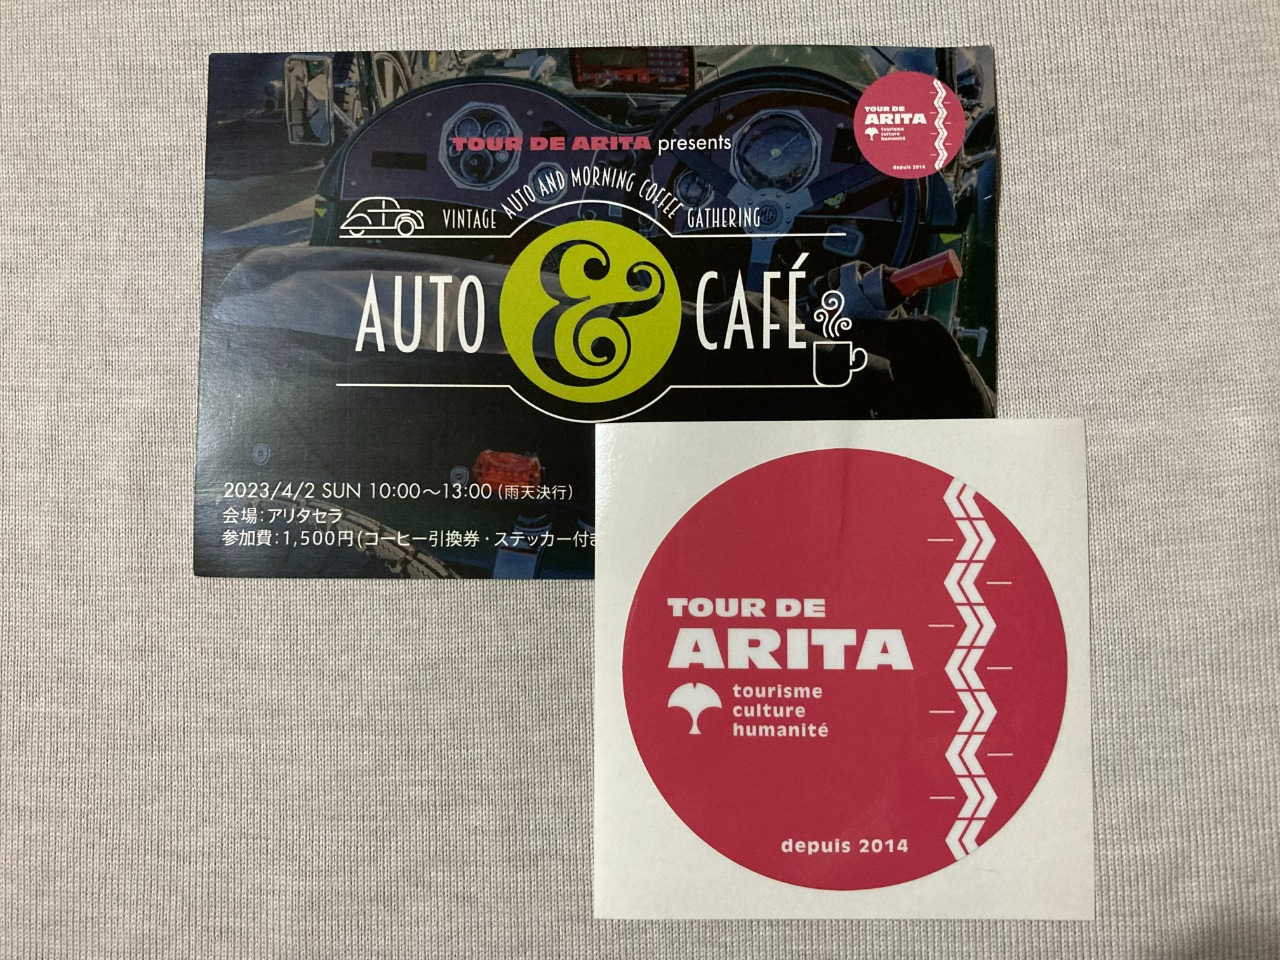 TOUR DE ARITA presents
VINTAGE AUTO AND MORNING COFFEE GATHERING
AUTO & CAFÉ
TOUR DE
ARITA
tourisme
culture
humanité
depuis 2014
MG
2023/4/2 SUN 10:00〜13:00 (雨天決行)
会場：アリタセラ
参加費：1,500円(コーヒー引換券・ステッカー付き
TOUR DE
ARITA
tourisme
culture
humanité
depuis 2014